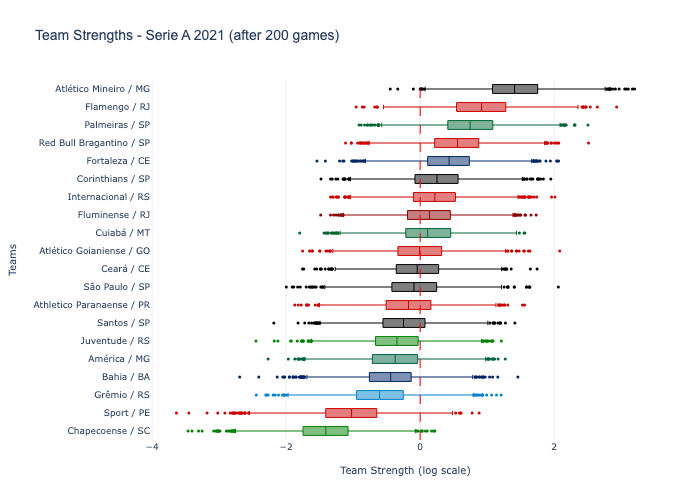 Team Strengths - Serie A 2021 (after 200 games)
Teams
Atlético Mineiro / MG
Flamengo / RJ
Palmeiras / SP
Red Bull Bragantino / SP
Fortaleza / CE
Corinthians / SP
Internacional / RS
Fluminense / RJ
Cuiabá / MT
Atlético Goianiense / GO
Ceará / CE
São Paulo / SP
Athletico Paranaense / PR
Santos / SP
Juventude / RS
América / MG
Bahia / BA
Grêmio / RS
Sport / PE
Chapecoense / SC
−4 −2 0 2
Team Strength (log scale)